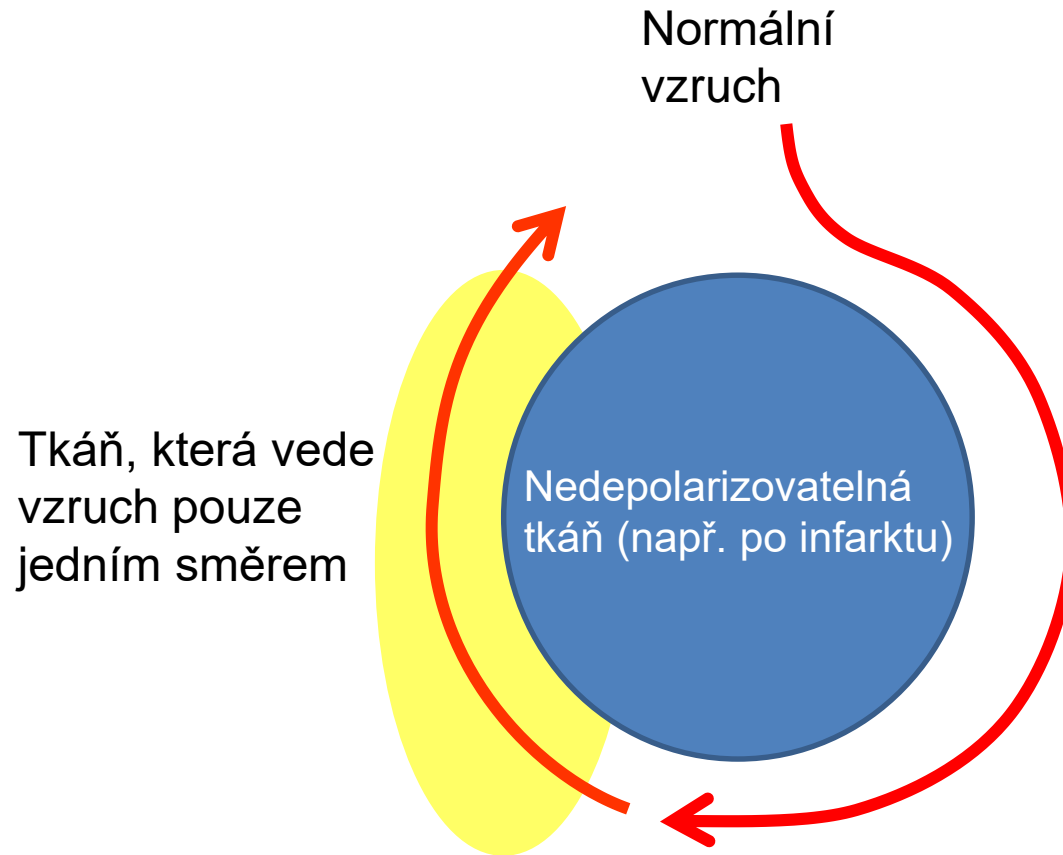 Normální
vzruch
Tkáň, která vede
vzruch pouze
jedním směrem
Nedepolarizovatelná
tkáň (např. po infarktu)